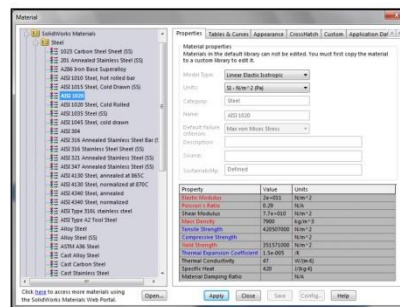 Material
SolidWorks Materials
Steel
1023 Carbon Steel Sheet (SS)
201 Annealed Stainless Steel (SS)
A286 Iron Base Superalloy
AISI 1010 Steel, hot rolled bar
AISI 1015 Steel, Cold Drawn (SS)
AISI 1020
AISI 1020 Steel, Cold Rolled
AISI 1035 Steel (SS)
AISI 1045 Steel, cold drawn
AISI 304
AISI 316 Annealed Stainless Steel Bar (S
AISI 316 Stainless Steel Sheet (SS)
AISI 321 Annealed Stainless Steel (SS)
AISI 347 Annealed Stainless Steel (SS)
AISI 4130 Steel, annealed at 865C
AISI 4130 Steel, normalized at 870C
AISI 4340 Steel, annealed
AISI 4340 Steel, normalized
AISI Type 316L stainless steel
AISI Type A2 Tool Steel
Alloy Steel
Alloy Steel (SS)
ASTM A36 Steel
Cast Alloy Steel
Cast Carbon Steel
Cast Stainless Steel
Click here to access more materials using
the SolidWorks Materials Web Portal.
Open...
Properties Tables & Curves Appearance CrossHatch Custom Application Dat
Material properties
Materials in the default library can not be edited. You must first copy the material
to a custom library to edit it.
Model Type: Linear Elastic Isotropic
Units: SI - N/m^2 (Pa)
Category: Steel
Name: AISI 1020
Default failure
criterion: Max von Mises Stress
Description:
Source:
Sustainability: Defined
Property Value Units
Elastic Modulus 2e+011 N/m^2
Poisson's Ratio 0.29 N/A
Shear Modulus 7.7e+010 N/m^2
Mass Density 7900 kg/m^3
Tensile Strength 420507000 N/m^2
Compressive Strength N/m^2
Yield Strength 351571000 N/m^2
Thermal Expansion Coefficient 1.5e-005 /K
Thermal Conductivity 47 W/(m·K)
Specific Heat 420 J/(kg·K)
Material Damping Ratio N/A
Apply Close Save Config... Help